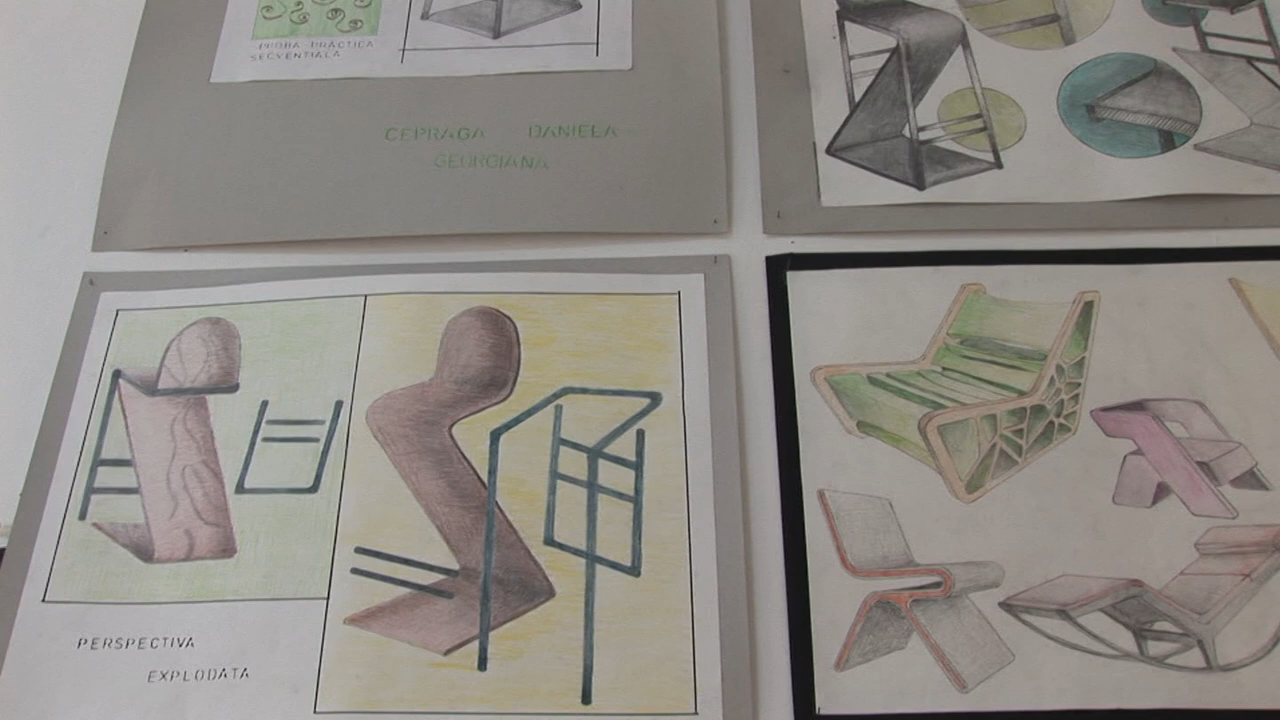 PROBA PRACTICA
SECVENTIALA
CEPRAGA DANIELA
GEORGIANA
PERSPECTIVA
EXPLODATA